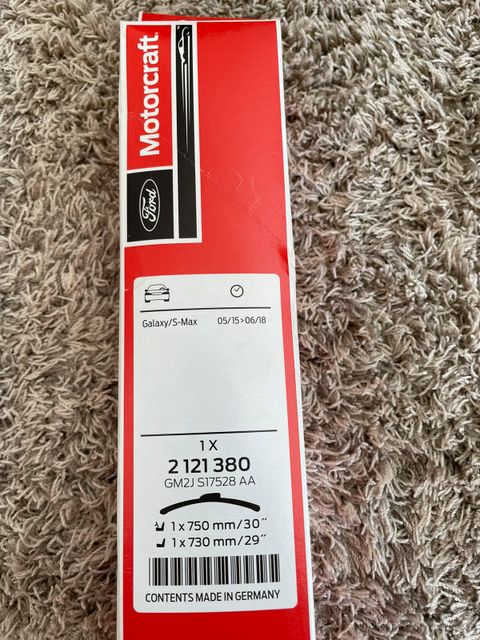 Motorcraft
Ford
Galaxy/S-Max 05/15>06/18
1 X
2 121 380
GM2J S17528 AA
1 x 750 mm/30˝
1 x 730 mm/29˝
CONTENTS MADE IN GERMANY